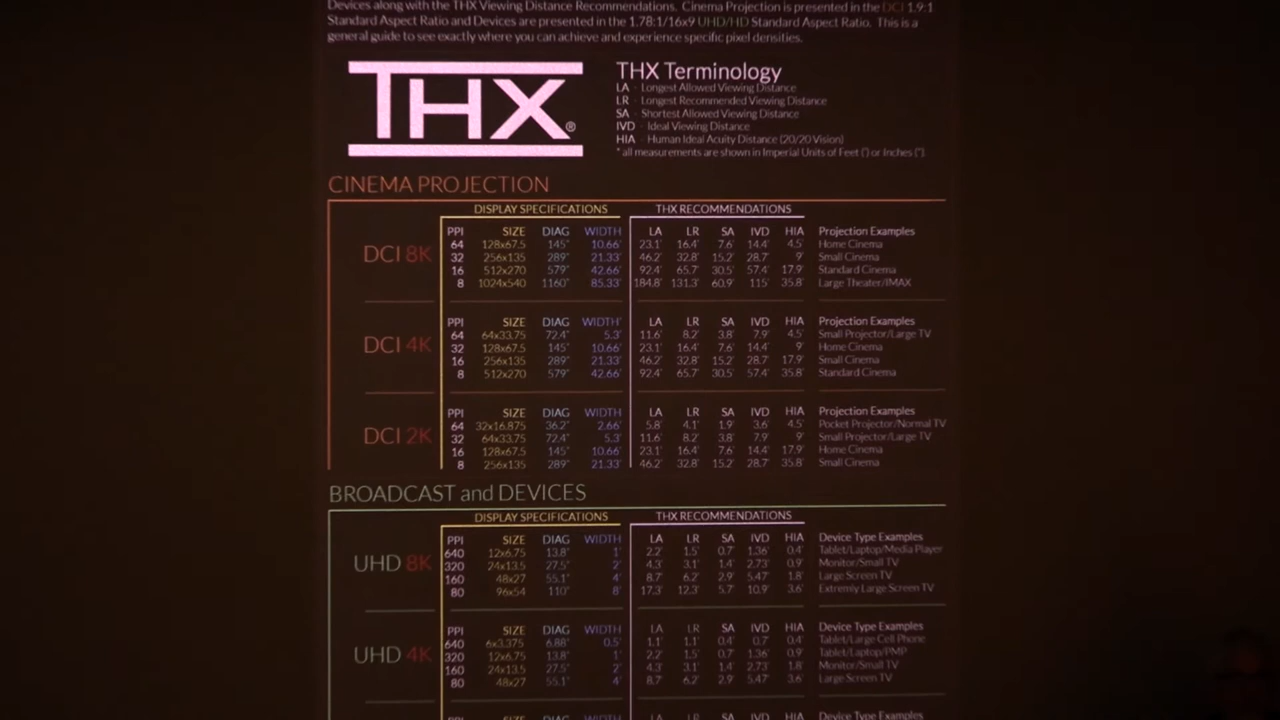 Devices along with the THX Viewing Distance Recommendations. Cinema Projection is presented in the DCI 1.9:1
Standard Aspect Ratio and Devices are presented in the 1.78:1/16x9 UHD/HD Standard Aspect Ratio. This is a
general guide to see exactly where you can achieve and experience specific pixel densities.
THX®
THX Terminology
LA - Longest Allowed Viewing Distance
LR - Longest Recommended Viewing Distance
SA - Shortest Allowed Viewing Distance
IVD - Ideal Viewing Distance
HIA - Human Ideal Acuity Distance (20/20 Vision)
* all measurements are shown in Imperial Units of Feet (') or Inches (")
CINEMA PROJECTION
DISPLAY SPECIFICATIONS THX RECOMMENDATIONS
DCI 8K
PPI SIZE DIAG WIDTH LA LR SA IVD HIA Projection Examples
64 128x67.5 145" 10.66' 23.1' 16.4' 7.6' 14.4' 4.5' Home Cinema
32 256x135 289" 21.33' 46.2' 32.8' 15.2' 28.7' 9' Small Cinema
16 512x270 579" 42.66' 92.4' 65.7' 30.5' 57.4' 17.9' Standard Cinema
8 1024x540 1160" 85.33' 184.8' 131.3' 60.9' 115' 35.8' Large Theater/IMAX
DCI 4K
PPI SIZE DIAG WIDTH' LA LR SA IVD HIA Projection Examples
64 64x33.75 72.4" 5.3' 11.6' 8.2' 3.8' 7.9' 4.5' Small Projector/Large TV
32 128x67.5 145" 10.66' 23.1' 16.4' 7.6' 14.4' 9' Home Cinema
16 256x135 289" 21.33' 46.2' 32.8' 15.2' 28.7' 17.9' Small Cinema
8 512x270 579" 42.66' 92.4' 65.7' 30.5' 57.4' 35.8' Standard Cinema
DCI 2K
PPI SIZE DIAG WIDTH LA LR SA IVD HIA Projection Examples
64 32x16.875 36.2" 2.66' 5.8' 4.1' 1.9' 3.6' 4.5' Pocket Projector/Normal TV
32 64x33.75 72.4" 5.3' 11.6' 8.2' 3.8' 7.9' 9' Small Projector/Large TV
16 128x67.5 145" 10.66' 23.1' 16.4' 7.6' 14.4' 17.9' Home Cinema
8 256x135 289" 21.33' 46.2' 32.8' 15.2' 28.7' 35.8' Small Cinema
BROADCAST and DEVICES
DISPLAY SPECIFICATIONS THX RECOMMENDATIONS
UHD 8K
PPI SIZE DIAG WIDTH LA LR SA IVD HIA Device Type Examples
640 12x6.75 13.8" 1' 2.2' 1.5' 0.7' 1.36' 0.4' Tablet/Laptop/Media Player
320 24x13.5 27.5" 2' 4.3' 3.1' 1.4' 2.73' 0.9' Monitor/Small TV
160 48x27 55.1" 4' 8.7' 6.2' 2.9' 5.47' 1.8' Large Screen TV
80 96x54 110" 8' 17.3' 12.3' 5.7' 10.9' 3.6' Extremly Large Screen TV
UHD 4K
PPI SIZE DIAG WIDTH LA LR SA IVD HIA Device Type Examples
640 6x3.375 6.88" 0.5' 1.1' 1.1' 0.4' 0.7' 0.4' Tablet/Large Cell Phone
320 12x6.75 13.8" 1' 2.2' 1.5' 0.7' 1.36' 0.9' Tablet/Laptop/PMP
160 24x13.5 27.5" 2' 4.3' 3.1' 1.4' 2.73' 1.8' Monitor/Small TV
80 48x27 55.1" 4' 8.7' 6.2' 2.9' 5.47' 3.6' Large Screen TV
PPI SIZE DIAG WIDTH LA LR SA IVD HIA Device Type Examples